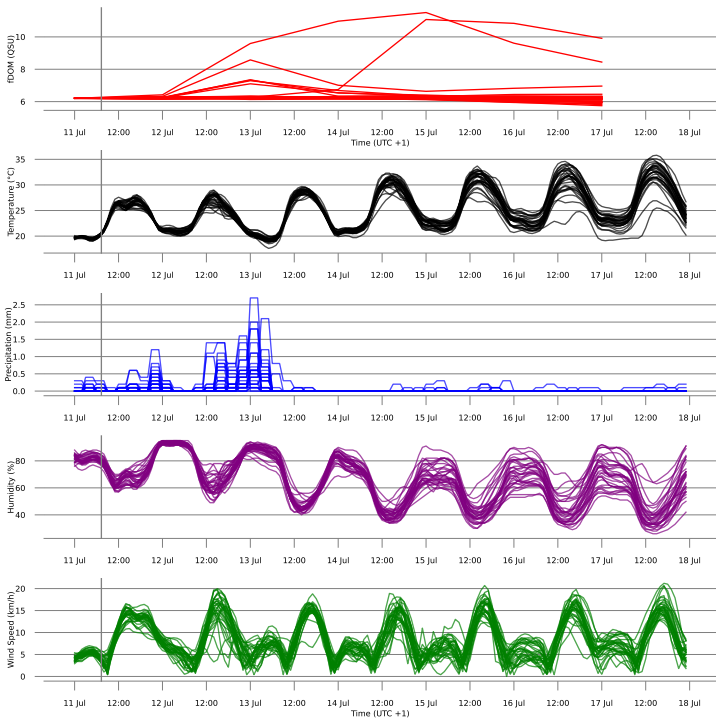 fDOM (QSU)
10
8
6
11 Jul 12:00 12 Jul 12:00 13 Jul 12:00 14 Jul 12:00 15 Jul 12:00 16 Jul 12:00 17 Jul 12:00 18 Jul
Time (UTC +1)
Temperature (°C)
35
30
25
20
11 Jul 12:00 12 Jul 12:00 13 Jul 12:00 14 Jul 12:00 15 Jul 12:00 16 Jul 12:00 17 Jul 12:00 18 Jul
Precipitation (mm)
2.5
2.0
1.5
1.0
0.5
0.0
11 Jul 12:00 12 Jul 12:00 13 Jul 12:00 14 Jul 12:00 15 Jul 12:00 16 Jul 12:00 17 Jul 12:00 18 Jul
Humidity (%)
80
60
40
11 Jul 12:00 12 Jul 12:00 13 Jul 12:00 14 Jul 12:00 15 Jul 12:00 16 Jul 12:00 17 Jul 12:00 18 Jul
Wind Speed (km/h)
20
15
10
5
0
11 Jul 12:00 12 Jul 12:00 13 Jul 12:00 14 Jul 12:00 15 Jul 12:00 16 Jul 12:00 17 Jul 12:00 18 Jul
Time (UTC +1)